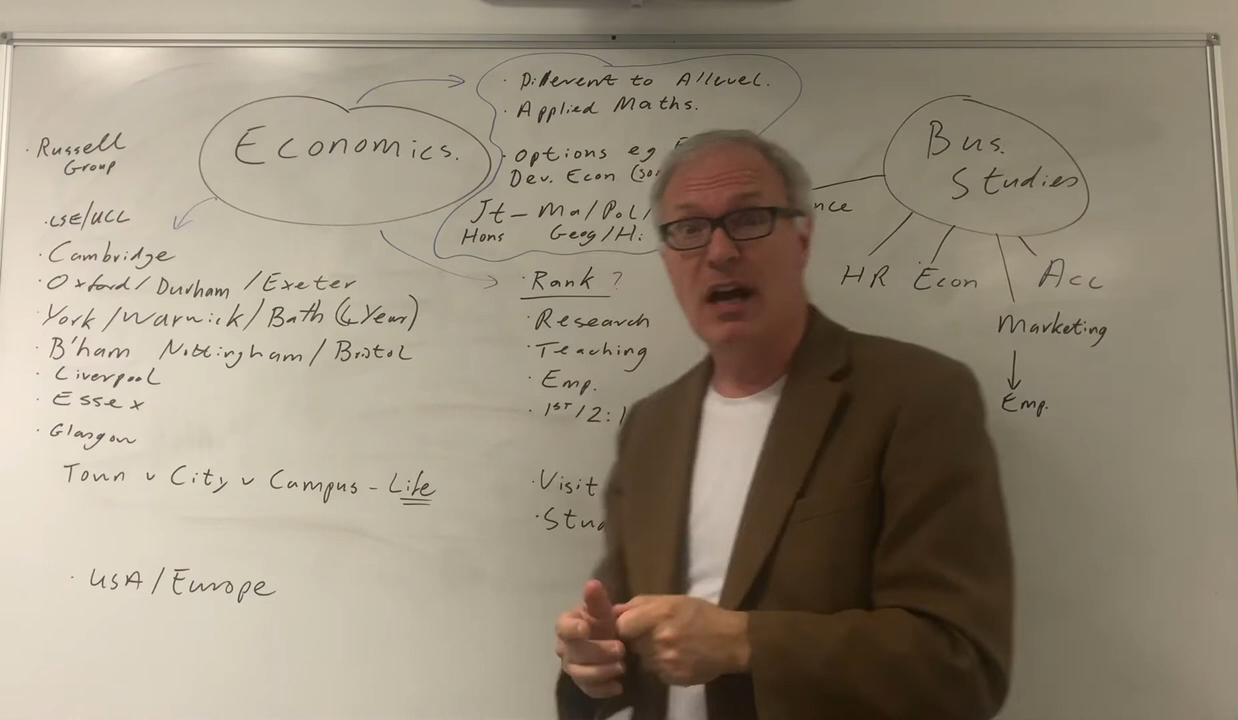 · Russell
Group
· LSE/UCL
· Cambridge
· Oxford/Durham/Exeter
· York/Warwick/Bath (4 Year)
· B'ham Nottingham/Bristol
· Liverpool
· Essex
· Glasgow
Town v City v Campus - Life
· USA/Europe
Economics.
· Different to A'level.
· Applied Maths.
· options eg
Dev. Econ
Jt - Ma/Pol/
Hons Geog/Hi
· Rank ?
· Research
· Teaching
· Emp.
· 1st/2:1
· Visit
Bus.
Studies
HR
Econ
Acc
Marketing
Emp.